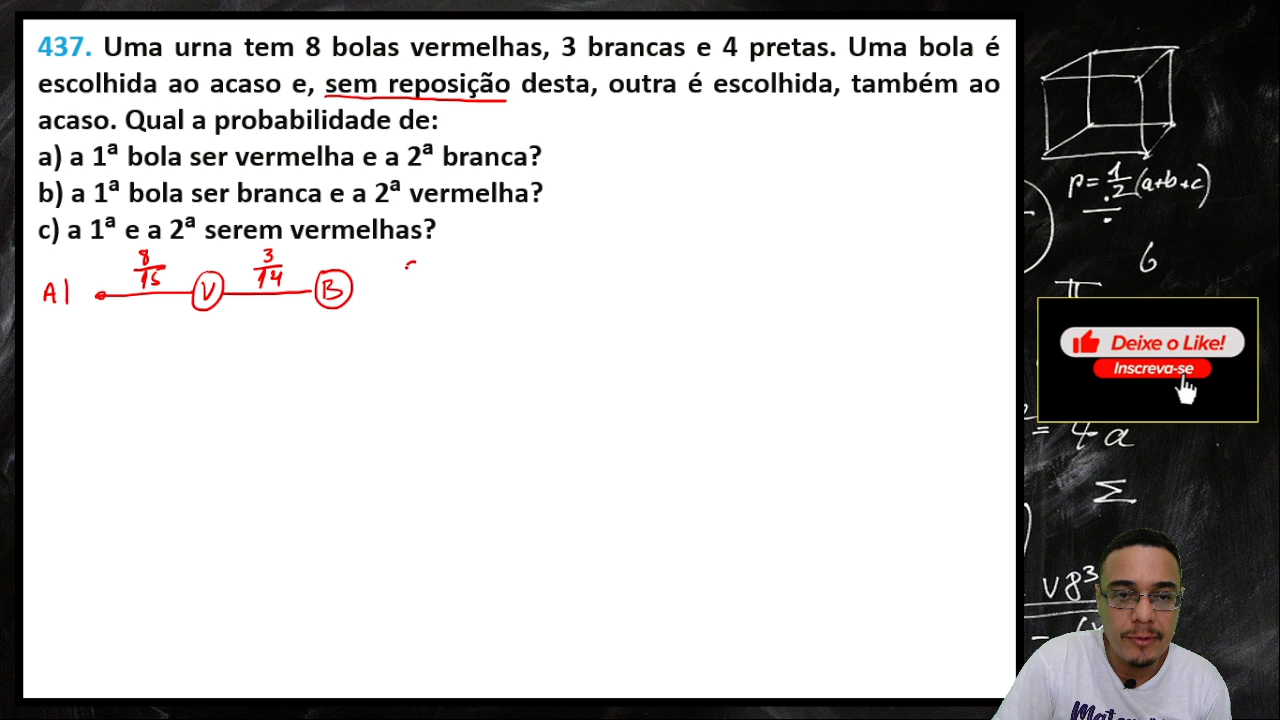 437. Uma urna tem 8 bolas vermelhas, 3 brancas e 4 pretas. Uma bola é
escolhida ao acaso e, sem reposição desta, outra é escolhida, também ao
acaso. Qual a probabilidade de:
a) a 1ª bola ser vermelha e a 2ª branca?
b) a 1ª bola ser branca e a 2ª vermelha?
c) a 1ª e a 2ª serem vermelhas?
8/15 3/14
A) V B
P = 1/2 (a+b+c)
÷
6
π
Deixe o Like!
Inscreva-se
= 4 a
Σ
√8³